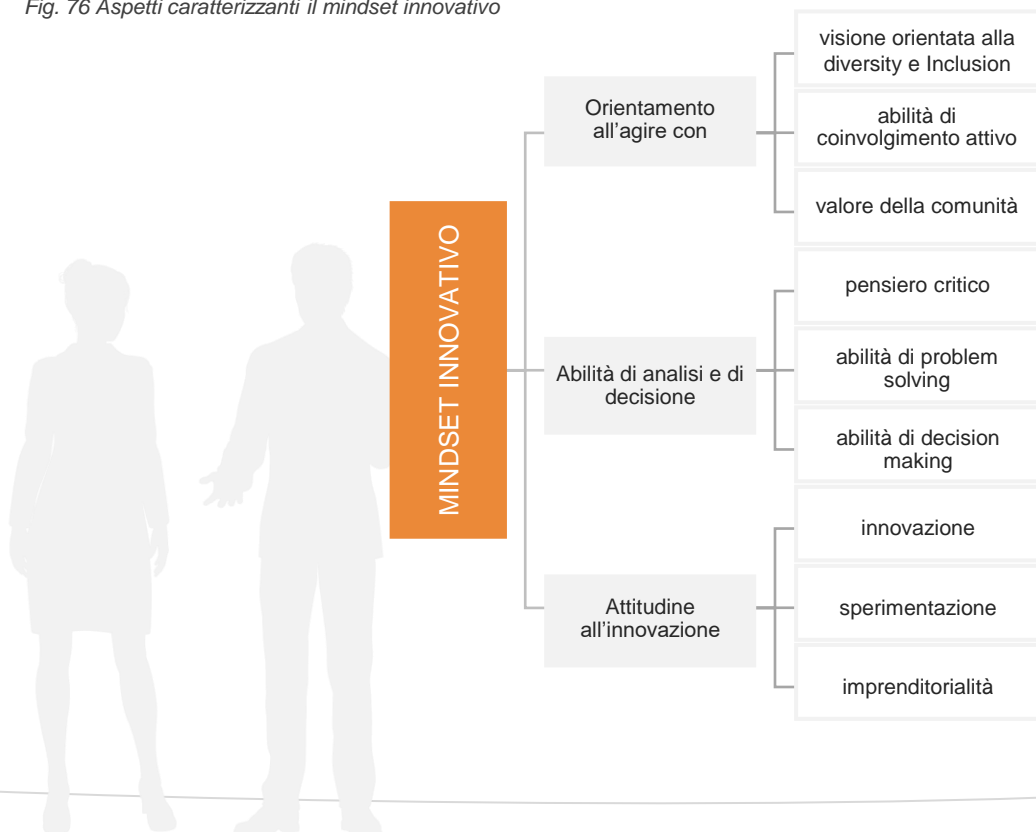 Fig. 76 Aspetti caratterizzanti il mindset innovativo
MINDSET INNOVATIVO
Orientamento
all'agire con
visione orientata alla
diversity e Inclusion
abilità di
coinvolgimento attivo
valore della comunità
Abilità di analisi e di
decisione
pensiero critico
abilità di problem
solving
abilità di decision
making
Attitudine
all'innovazione
innovazione
sperimentazione
imprenditorialità